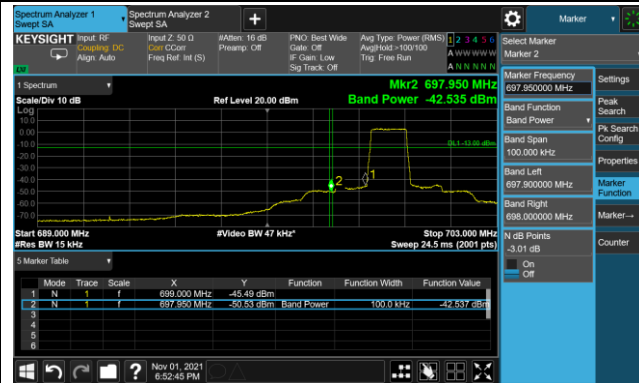 Spectrum Analyzer 1
Swept SA
Spectrum Analyzer 2
Swept SA
+
Marker
KEYSIGHT
Input: RF
Coupling: DC
Align: Auto
Input Z: 50 Ω
Corr CCorr
Freq Ref: Int (S)
#Atten: 16 dB
Preamp: Off
PNO: Best Wide
Gate: Off
IF Gain: Low
Sig Track: Off
Avg Type: Power (RMS)
Avg|Hold:>100/100
Trig: Free Run
1 2 3 4 5 6
A W W W W W
A N N N N N
1 Spectrum
Scale/Div 10 dB
Ref Level 20.00 dBm
Mkr2 697.950 MHz
Band Power -42.535 dBm
Log
10.0
0.00
-10.0
-20.0
-30.0
-40.0
-50.0
-60.0
-70.0
DL1 -13.00 dBm
2
1
Start 689.000 MHz
#Res BW 15 kHz
#Video BW 47 kHz*
Stop 703.000 MHz
Sweep 24.5 ms (2001 pts)
5 Marker Table
Mode Trace Scale X Y Function Function Width Function Value
1 N 1 f 699.000 MHz -45.49 dBm
2 N 1 f 697.950 MHz -50.53 dBm Band Power 100.0 kHz -42.537 dBm
3
4
5
6
Nov 01, 2021
6:52:45 PM
Select Marker
Marker 2
Marker Frequency
697.950000 MHz
Band Function
Band Power
Band Span
100.000 kHz
Band Left
697.900000 MHz
Band Right
698.000000 MHz
N dB Points
-3.01 dB
On
Off
Settings
Peak
Search
Pk Search
Config
Properties
Marker
Function
Marker→
Counter